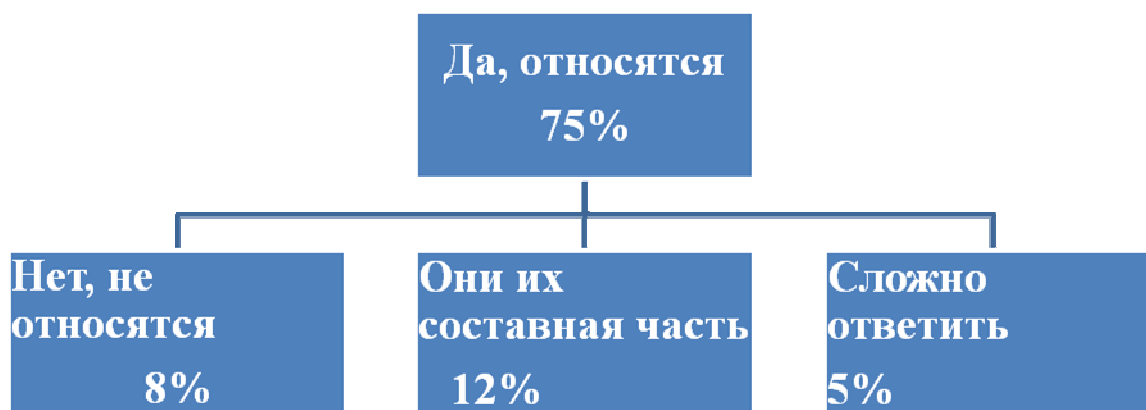 Да, относятся
75%
Нет, не
относятся
8%
Они их
составная часть
12%
Сложно
ответить
5%